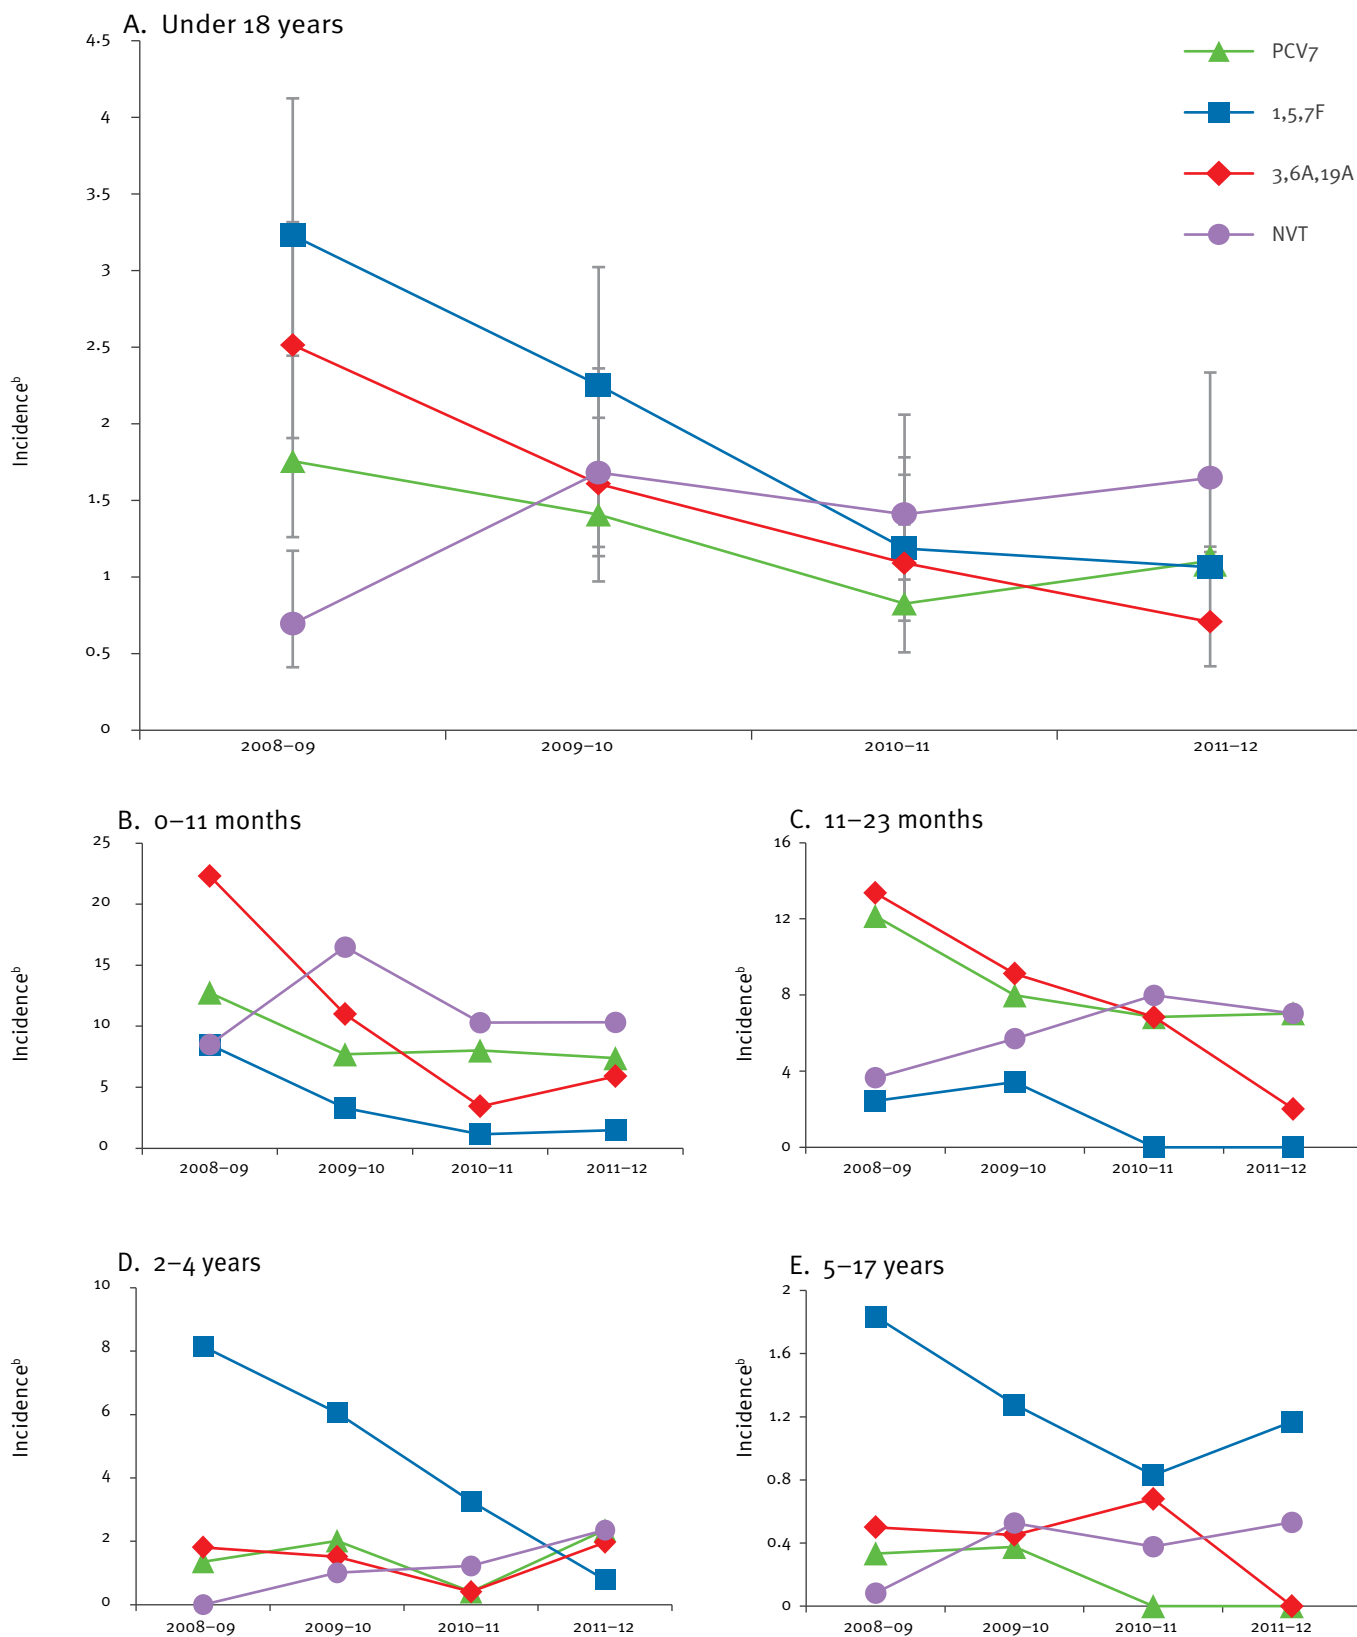 A. Under 18 years
4.5
4
3.5
3
2.5
2
1.5
1
0.5
0
Incidenceᵇ
2008–09 2009–10 2010–11 2011–12
PCV7
1,5,7F
3,6A,19A
NVT
B. 0–11 months
25
20
15
10
5
0
Incidenceᵇ
2008–09 2009–10 2010–11 2011–12
C. 11–23 months
16
12
8
4
0
Incidenceᵇ
2008–09 2009–10 2010–11 2011–12
D. 2–4 years
10
8
6
4
2
0
Incidenceᵇ
2008–09 2009–10 2010–11 2011–12
E. 5–17 years
2
1.6
1.2
0.8
0.4
0
Incidenceᵇ
2008–09 2009–10 2010–11 2011–12